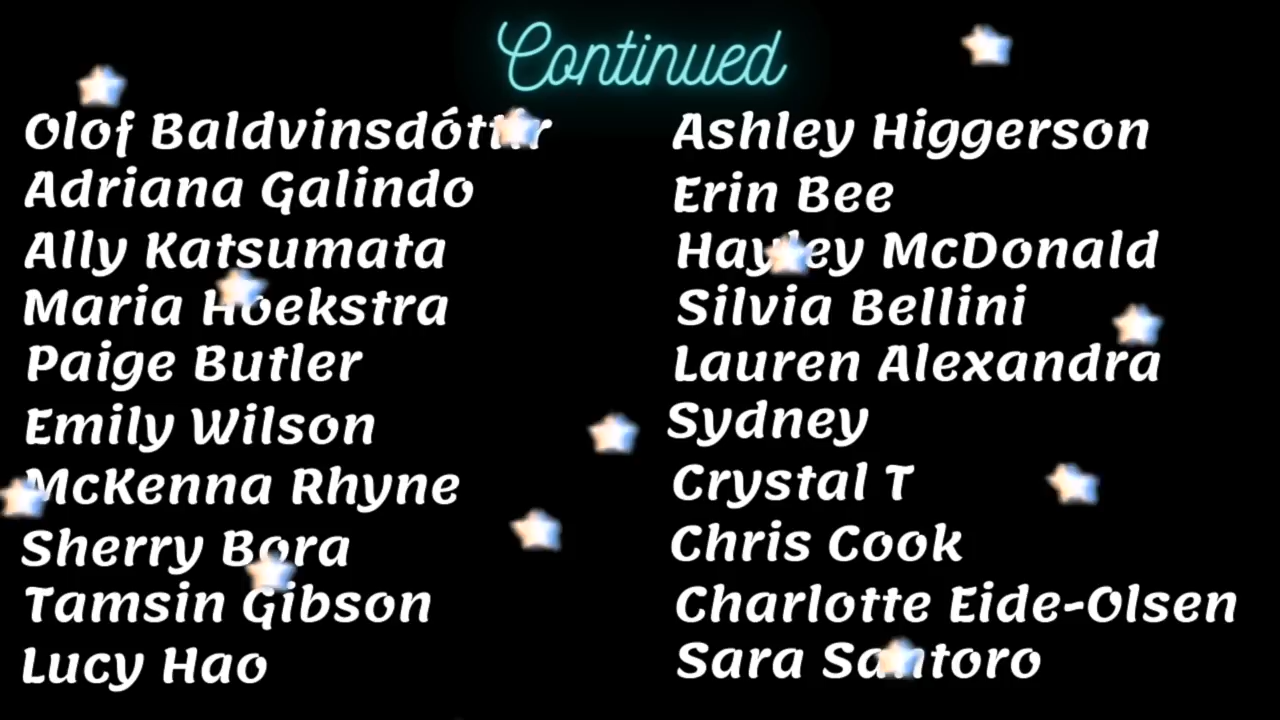 Continued
Olof Baldvinsdóttir
Adriana Galindo
Ally Katsumata
Maria Hoekstra
Paige Butler
Emily Wilson
McKenna Rhyne
Sherry Bora
Tamsin Gibson
Lucy Hao
Ashley Higgerson
Erin Bee
Hayley McDonald
Silvia Bellini
Lauren Alexandra
Sydney
Crystal T
Chris Cook
Charlotte Eide-Olsen
Sara Santoro